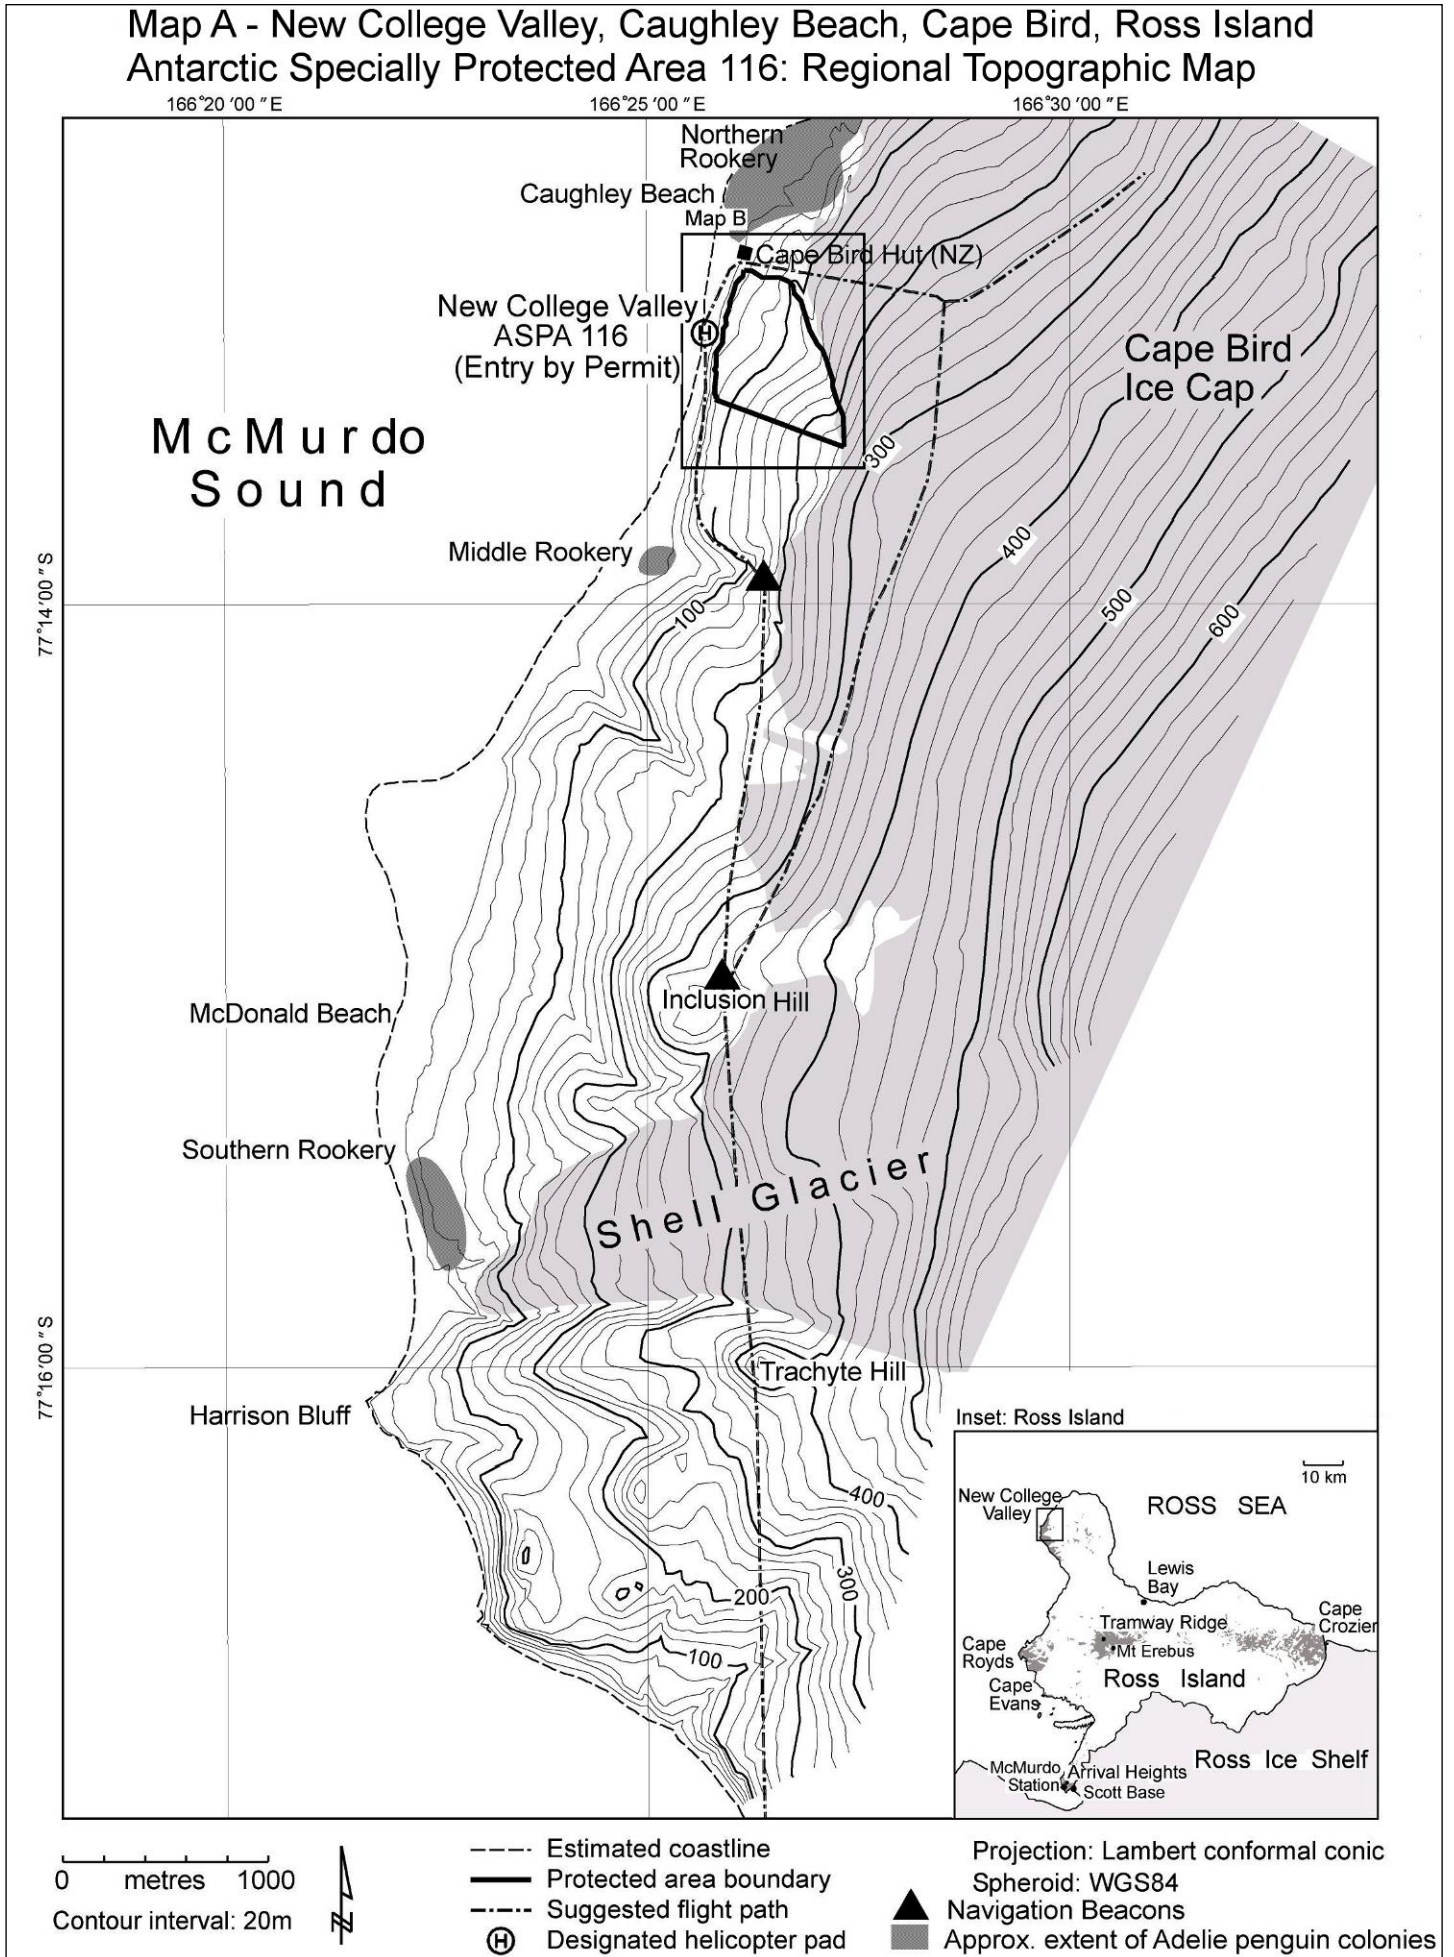 Map A - New College Valley, Caughley Beach, Cape Bird, Ross Island
Antarctic Specially Protected Area 116: Regional Topographic Map
166°20′00″E
166°25′00″E
166°30′00″E
Northern
Rookery
Caughley Beach
Map B
Cape Bird Hut (NZ)
New College Valley
ASPA 116
(Entry by Permit)
H
Cape Bird
Ice Cap
McMurdo
Sound
300
400
Middle Rookery
77°14′00″S
100
500
600
Inclusion Hill
McDonald Beach
Southern Rookery
Shell Glacier
77°16′00″S
Trachyte Hill
Harrison Bluff
400
300
200
100
Inset: Ross Island
10 km
New College
Valley
ROSS SEA
Lewis
Bay
Tramway Ridge
Cape
Crozier
Cape
Royds
Mt Erebus
Ross Island
Cape
Evans
Ross Ice Shelf
McMurdo
Station
Arrival Heights
Scott Base
0 metres 1000
Contour interval: 20m
N
Estimated coastline
Protected area boundary
Suggested flight path
H Designated helicopter pad
Projection: Lambert conformal conic
Spheroid: WGS84
Navigation Beacons
Approx. extent of Adelie penguin colonies